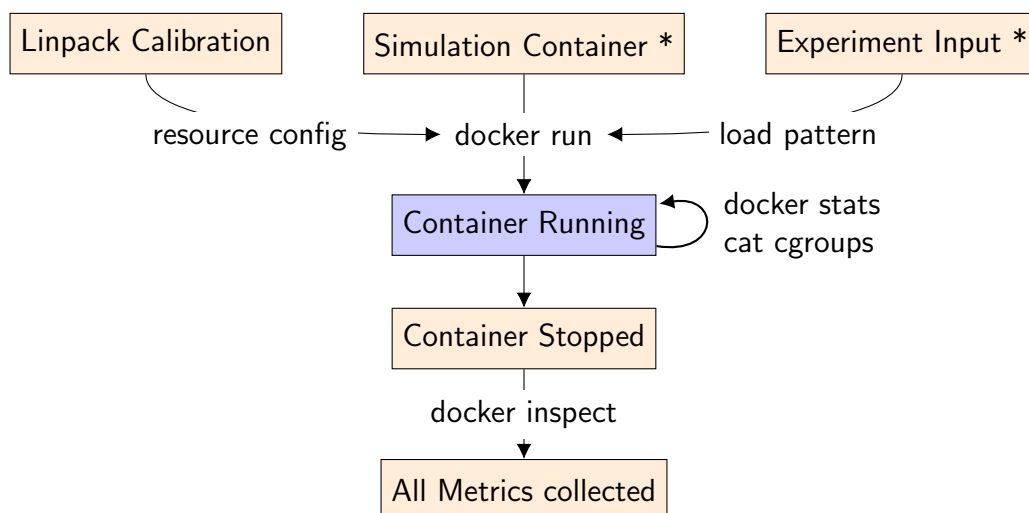 Linpack Calibration
Simulation Container *
Experiment Input *
resource config
docker run
load pattern
Container Running
docker stats
cat cgroups
Container Stopped
docker inspect
All Metrics collected